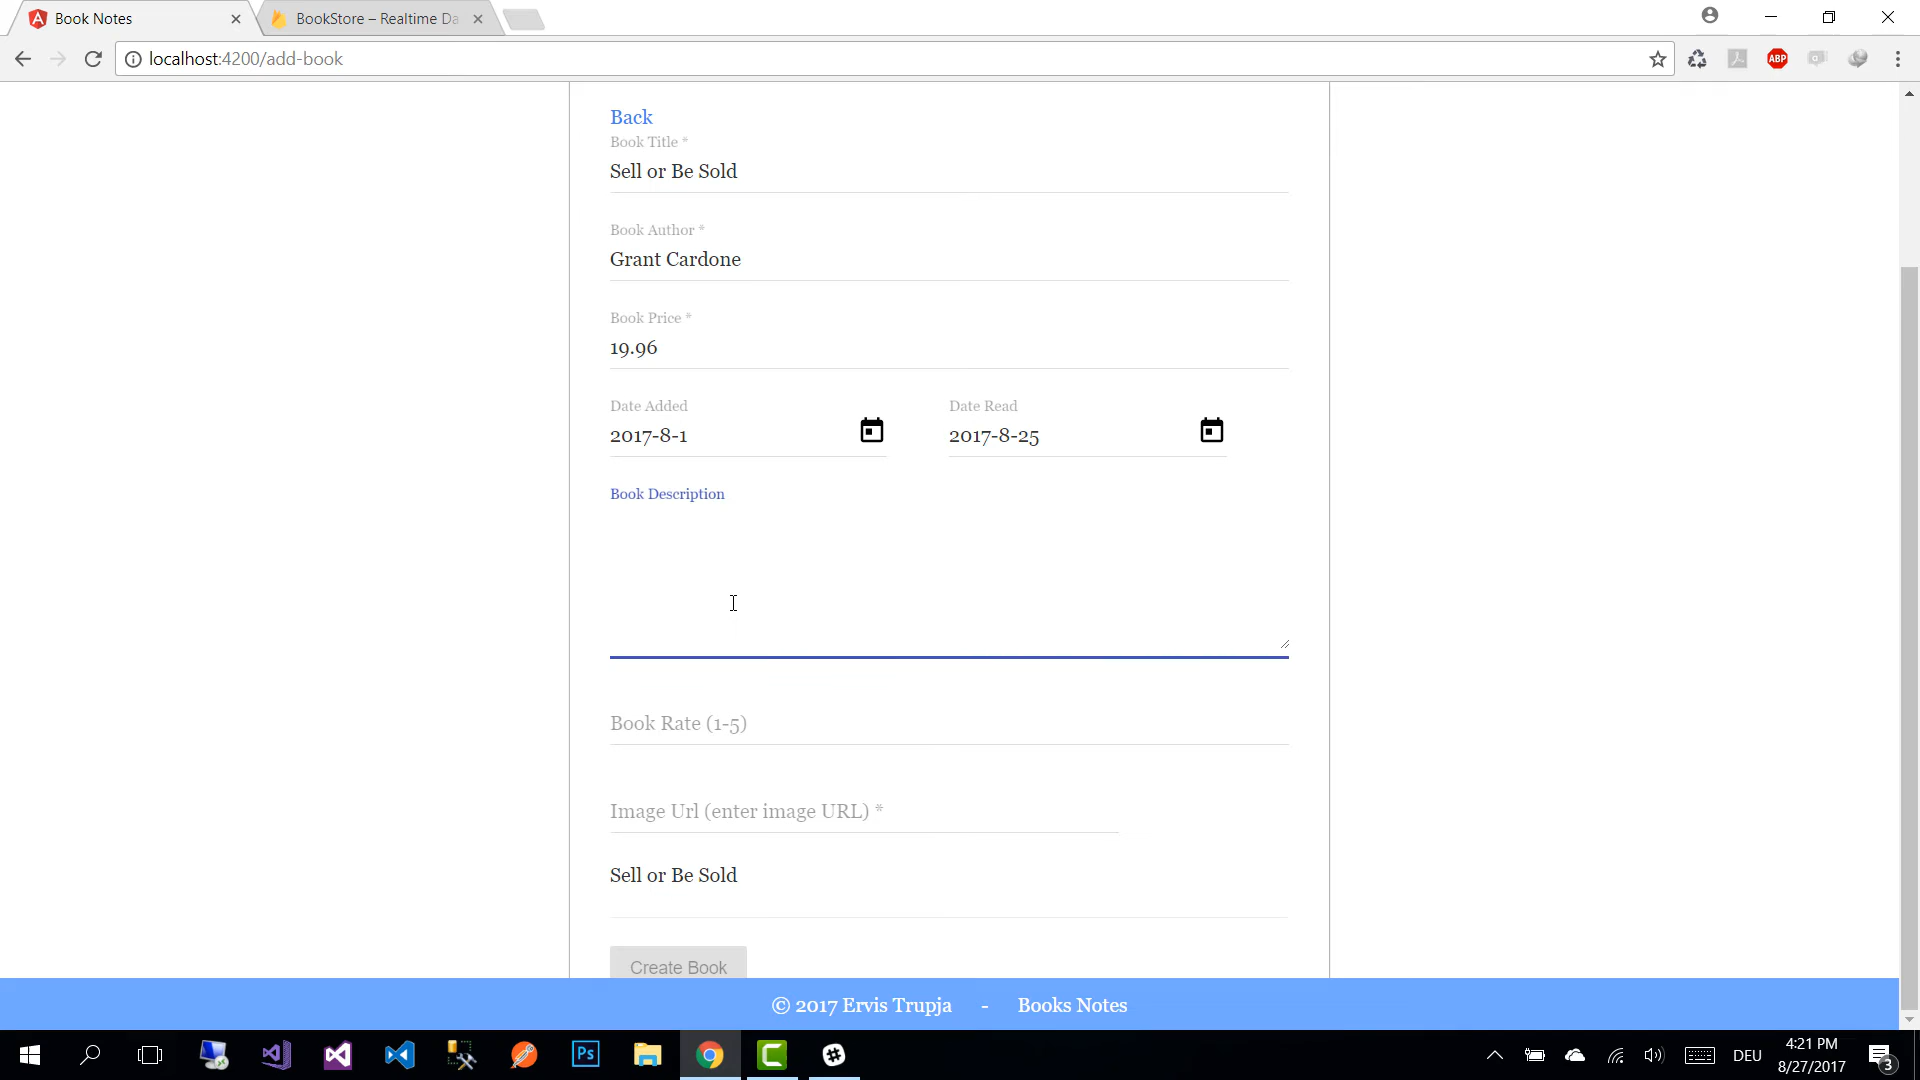 Book Notes
BookStore – Realtime Da
localhost:4200/add-book
ABP
Back
Book Title *
Sell or Be Sold
Book Author *
Grant Cardone
Book Price *
19.96
Date Added
Date Read
2017-8-1
2017-8-25
Book Description
Book Rate (1-5)
Image Url (enter image URL) *
Sell or Be Sold
Create Book
© 2017 Ervis Trupja - Books Notes
Ps
DEU
4:21 PM
8/27/2017
3